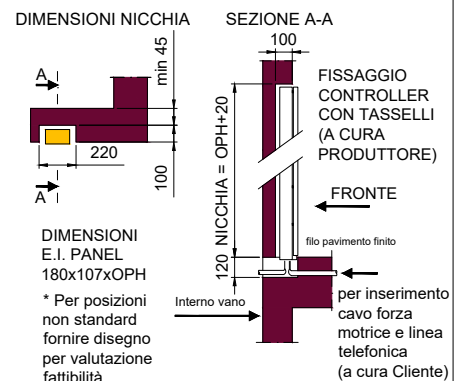 DIMENSIONI NICCHIA
SEZIONE A-A
min 45
100
A
A
220
100
NICCHIA = OPH+20
120
FISSAGGIO
CONTROLLER
CON TASSELLI
(A CURA
PRODUTTORE)
FRONTE
filo pavimento finito
DIMENSIONI
E.I. PANEL
180x107xOPH
* Per posizioni
non standard
fornire disegno
per valutazione
fattibilità
Interno vano
per inserimento
cavo forza
motrice e linea
telefonica
(a cura Cliente)